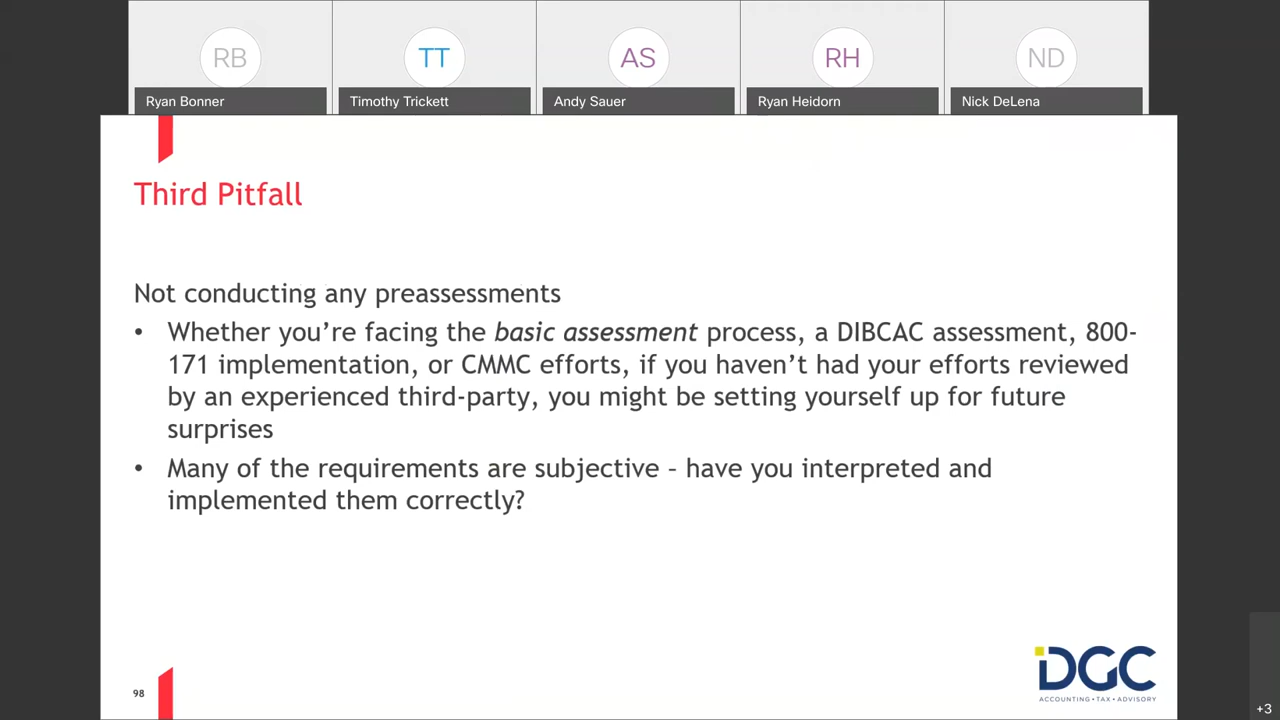 RB
TT
AS
RH
ND
Ryan Bonner
Timothy Trickett
Andy Sauer
Ryan Heidorn
Nick DeLena
Third Pitfall
Not conducting any preassessments
• Whether you’re facing the basic assessment process, a DIBCAC assessment, 800-
171 implementation, or CMMC efforts, if you haven’t had your efforts reviewed
by an experienced third-party, you might be setting yourself up for future
surprises
• Many of the requirements are subjective – have you interpreted and
implemented them correctly?
98
DGC
ACCOUNTING • TAX • ADVISORY
+3